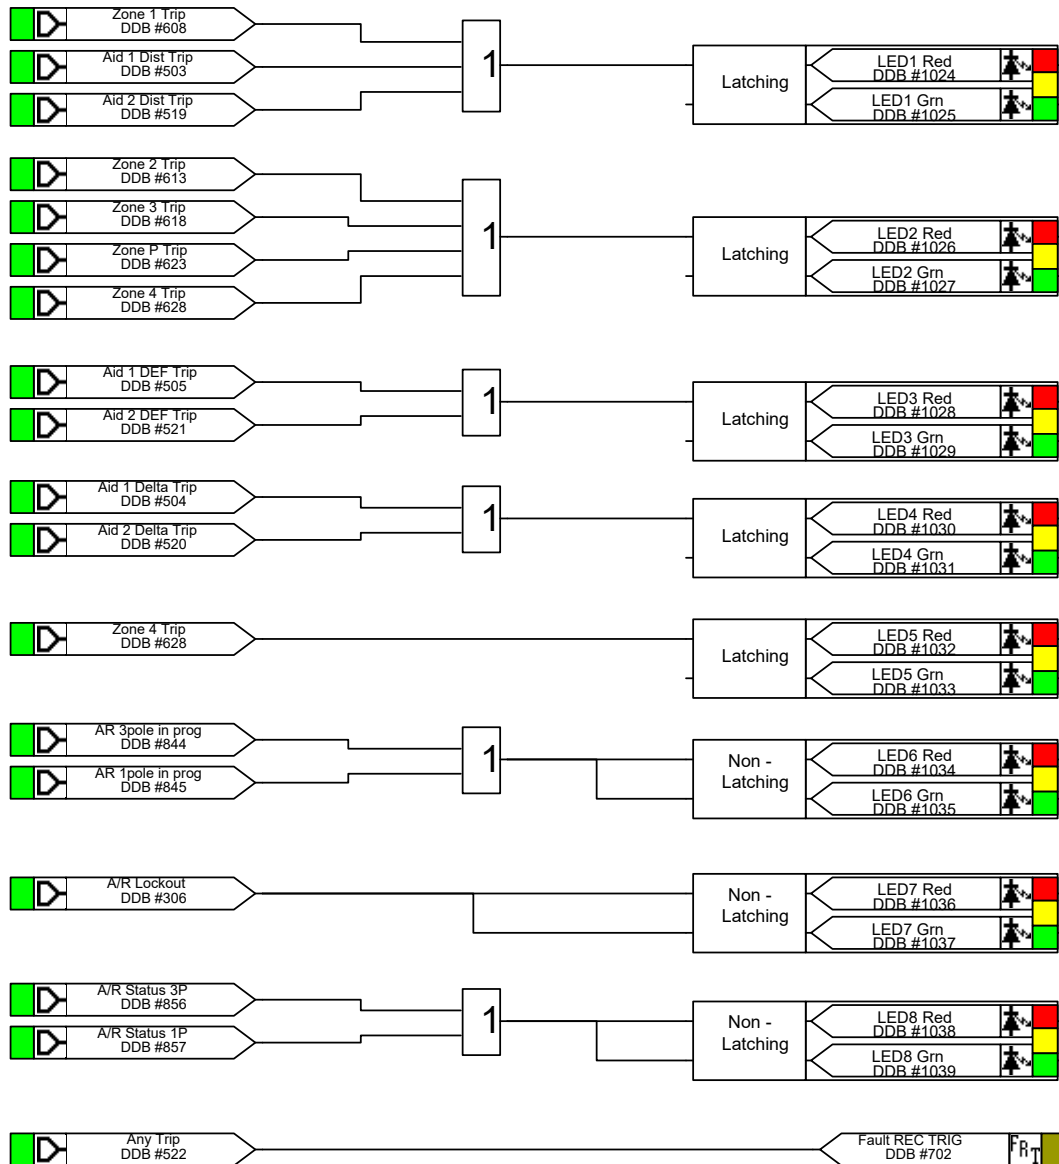 Zone 1 Trip
DDB #608
Aid 1 Dist Trip
DDB #503
Aid 2 Dist Trip
DDB #519
1
Latching
LED1 Red
DDB #1024
LED1 Grn
DDB #1025
Zone 2 Trip
DDB #613
Zone 3 Trip
DDB #618
Zone P Trip
DDB #623
Zone 4 Trip
DDB #628
1
Latching
LED2 Red
DDB #1026
LED2 Grn
DDB #1027
Aid 1 DEF Trip
DDB #505
Aid 2 DEF Trip
DDB #521
1
Latching
LED3 Red
DDB #1028
LED3 Grn
DDB #1029
Aid 1 Delta Trip
DDB #504
Aid 2 Delta Trip
DDB #520
1
Latching
LED4 Red
DDB #1030
LED4 Grn
DDB #1031
Zone 4 Trip
DDB #628
Latching
LED5 Red
DDB #1032
LED5 Grn
DDB #1033
AR 3pole in prog
DDB #844
AR 1pole in prog
DDB #845
1
Non -
Latching
LED6 Red
DDB #1034
LED6 Grn
DDB #1035
A/R Lockout
DDB #306
Non -
Latching
LED7 Red
DDB #1036
LED7 Grn
DDB #1037
A/R Status 3P
DDB #856
A/R Status 1P
DDB #857
1
Non -
Latching
LED8 Red
DDB #1038
LED8 Grn
DDB #1039
Any Trip
DDB #522
Fault REC TRIG
DDB #702
FRT